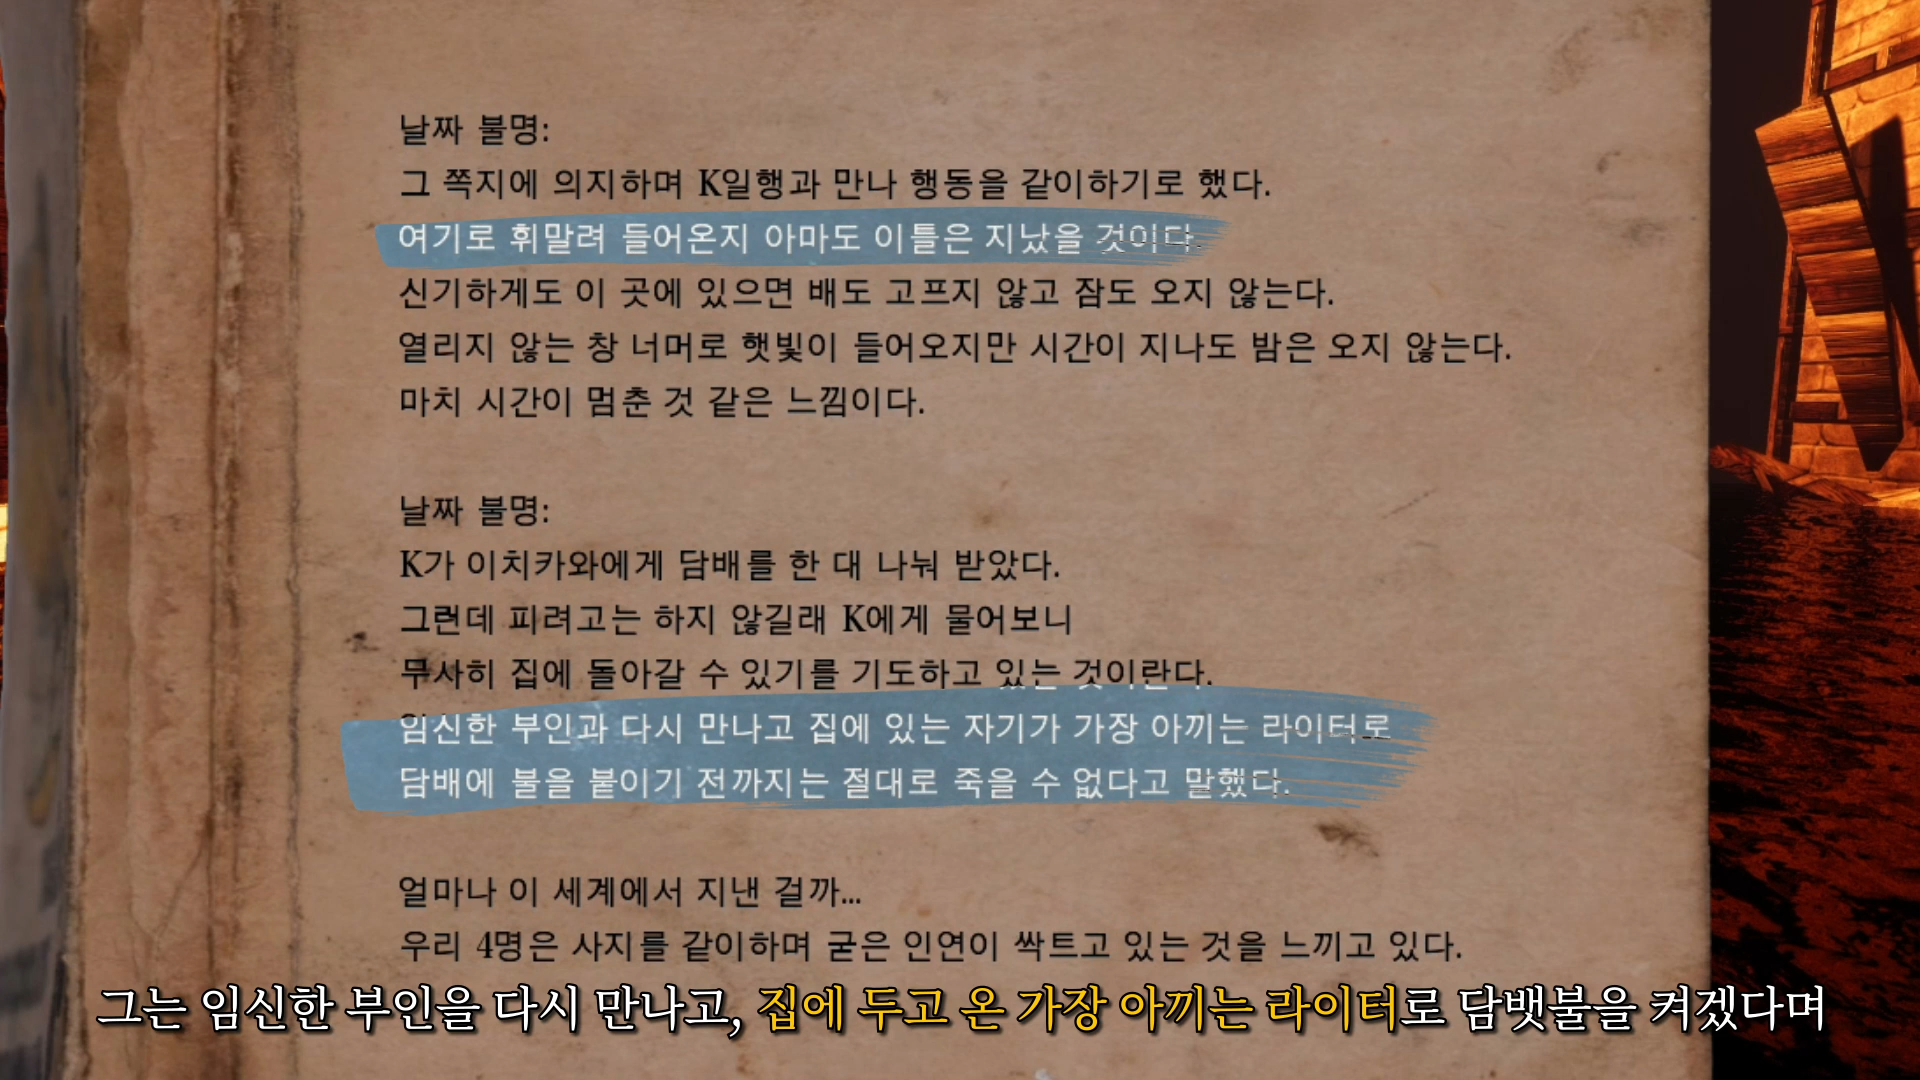 날짜 불명:
그 쪽지에 의지하며 K일행과 만나 행동을 같이하기로 했다.
여기로 휘말려 들어온지 아마도 이틀은 지났을 것이다.
신기하게도 이 곳에 있으면 배도 고프지 않고 잠도 오지 않는다.
열리지 않는 창 너머로 햇빛이 들어오지만 시간이 지나도 밤은 오지 않는다.
마치 시간이 멈춘 것 같은 느낌이다.
날짜 불명:
K가 이치카와에게 담배를 한 대 나눠 받았다.
그런데 피려고는 하지 않길래 K에게 물어보니
무사히 집에 돌아갈 수 있기를 기도하고 있는 것이란다.
임신한 부인과 다시 만나고 집에 있는 자기가 가장 아끼는 라이터로
담배에 불을 붙이기 전까지는 절대로 죽을 수 없다고 말했다.
얼마나 이 세계에서 지낸 걸까...
우리 4명은 사지를 같이하며 굳은 인연이 싹트고 있는 것을 느끼고 있다.
그는 임신한 부인을 다시 만나고, 집에 두고 온 가장 아끼는 라이터로 담뱃불을 켜겠다며